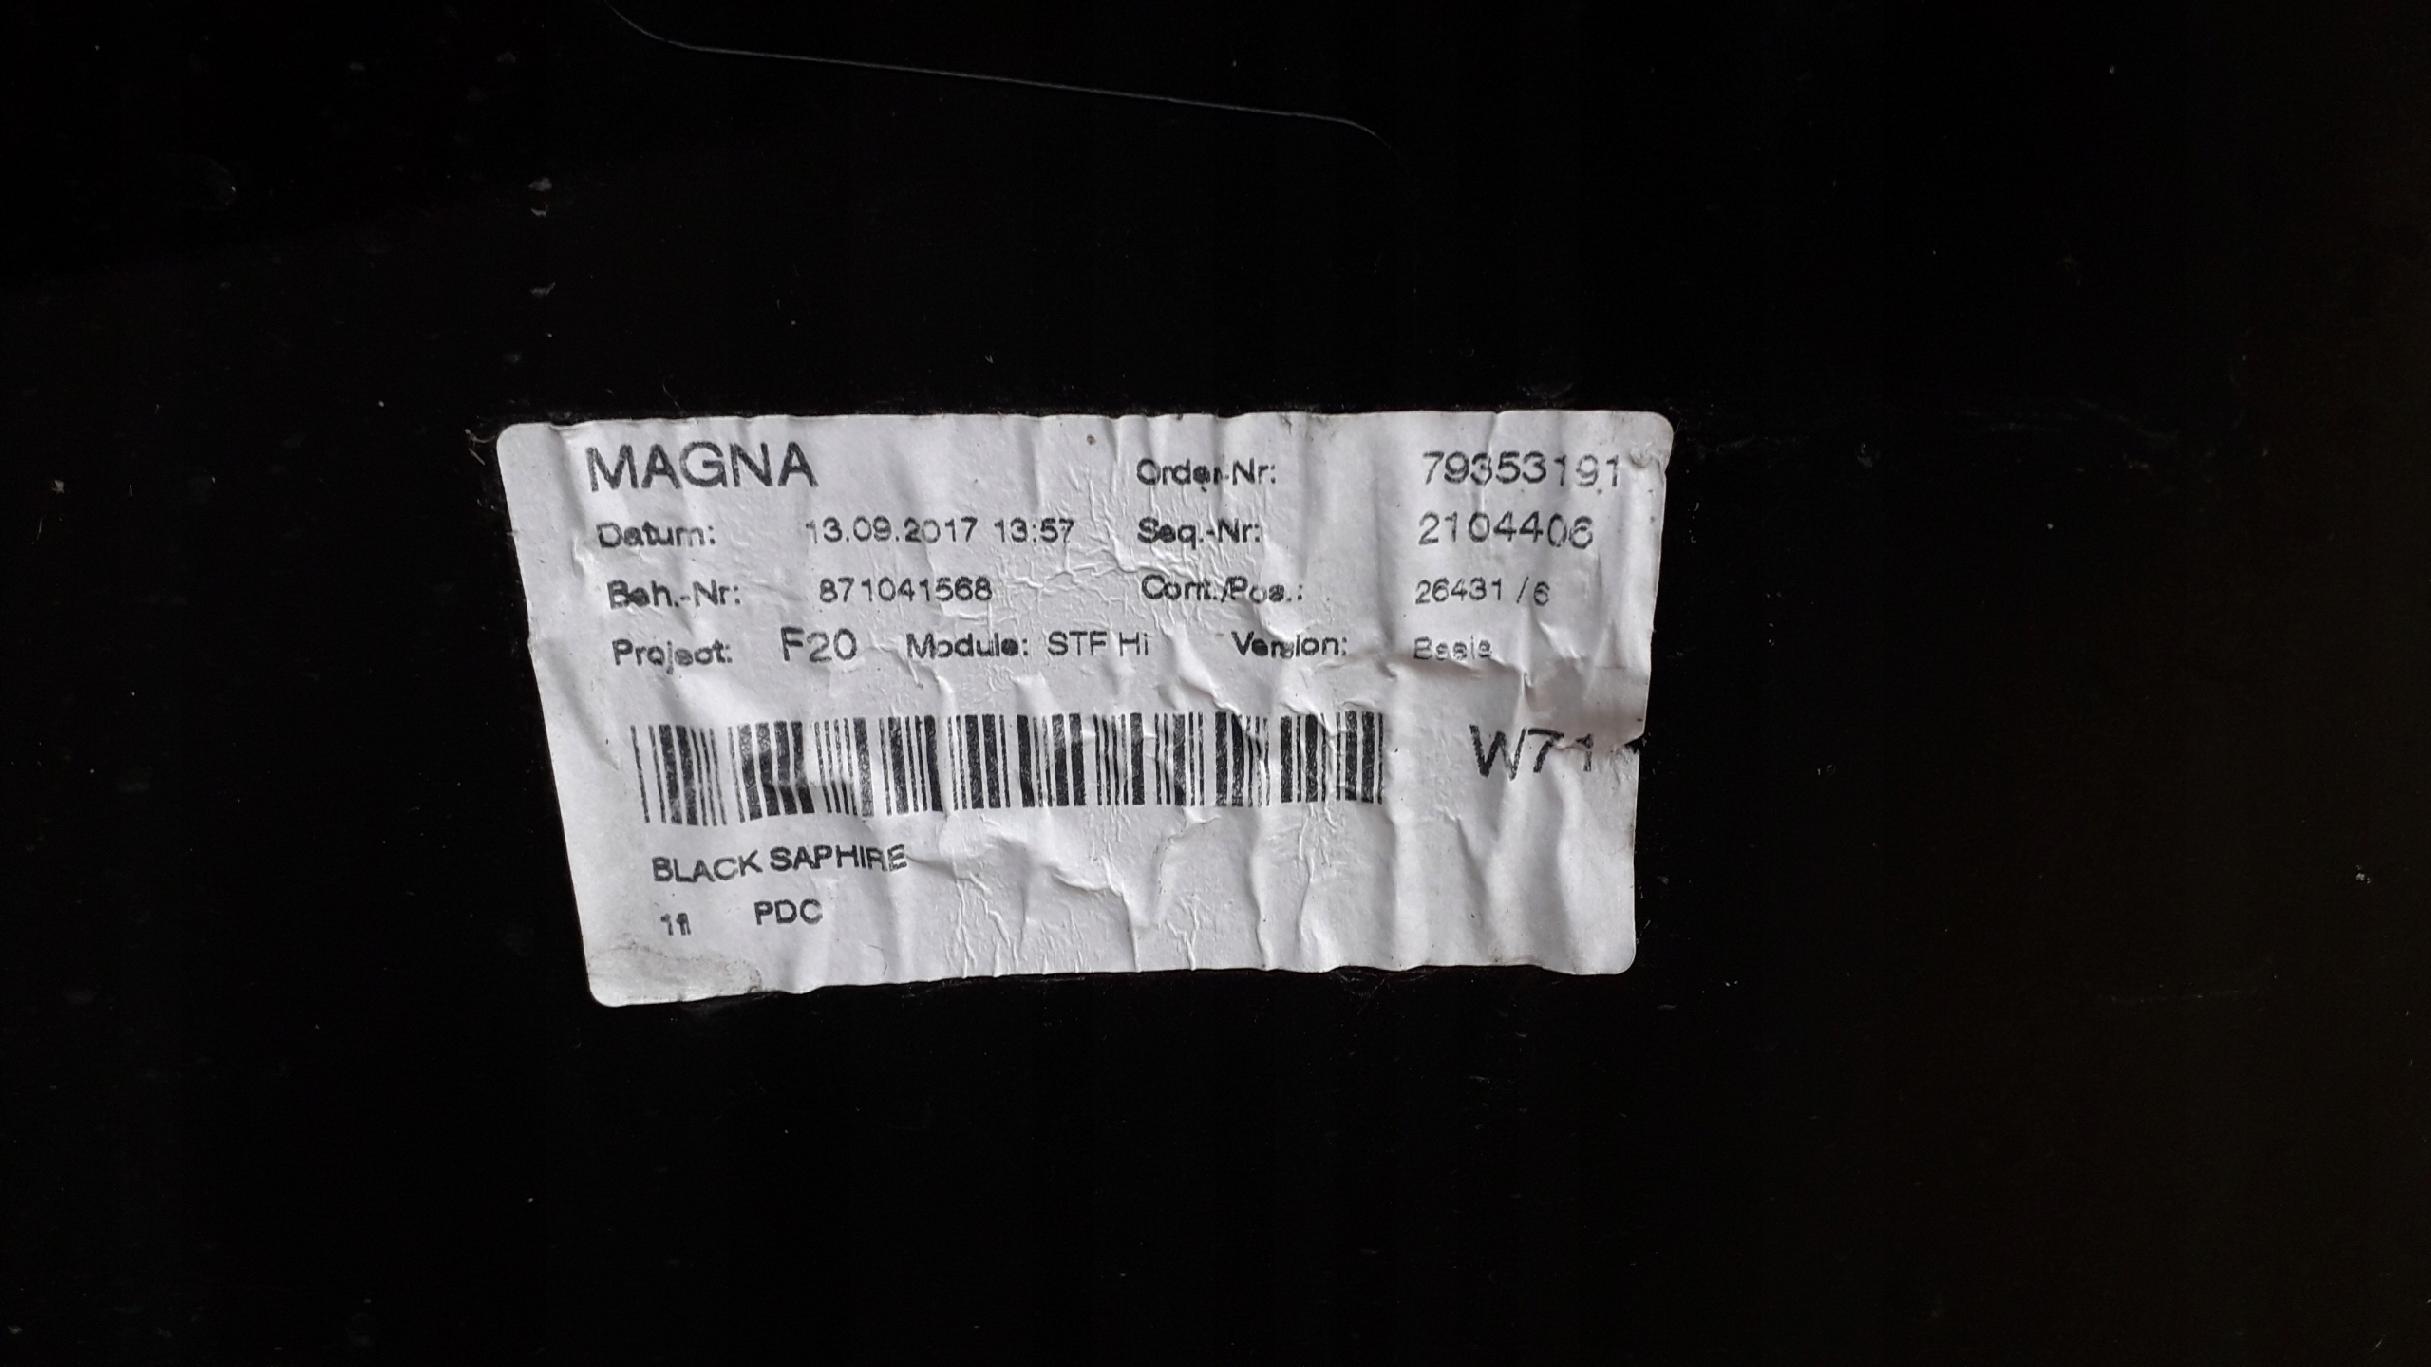 MAGNA Order-Nr: 79353191
Datum: 13.09.2017 13:57 Seq.-Nr: 2104406
Beh.-Nr: 871041568 Cont./Pos.: 26431 / 6
Project: F20 Module: STF Hi Version: Basis
W71
BLACK SAPHIRE
1fl PDC